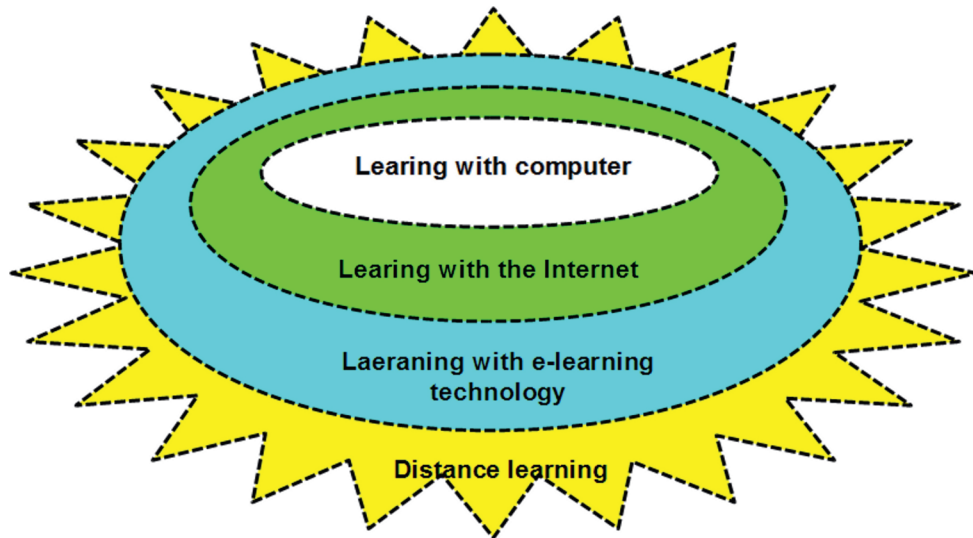 Learing with computer
Learing with the Internet
Laeraning with e-learning
technology
Distance learning